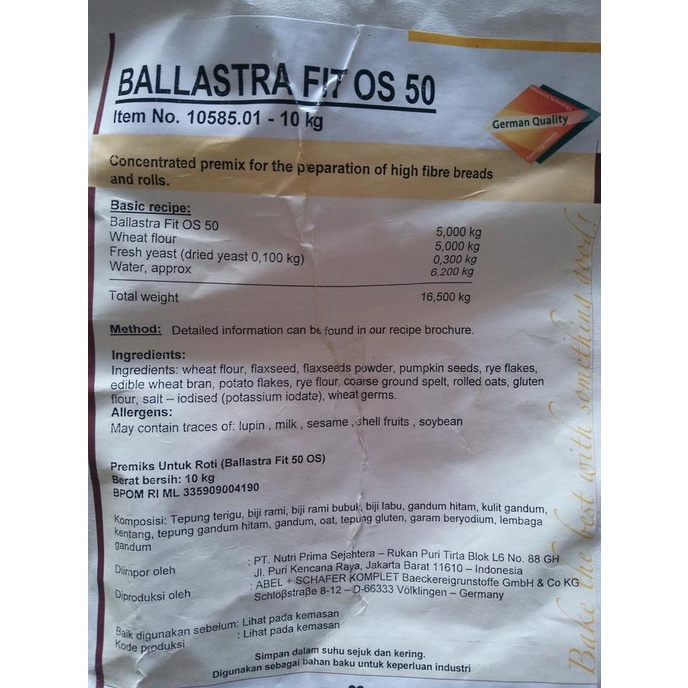 BALLASTRA FIT OS 50
Item No. 10585.01 - 10 kg
German Quality
Concentrated premix for the preparation of high fibre breads
and rolls.
Basic recipe:
Ballastra Fit OS 50 5,000 kg
Wheat flour 5,000 kg
Fresh yeast (dried yeast 0,100 kg) 0,300 kg
Water, approx 6,200 kg
Total weight 16,500 kg
Method: Detailed information can be found in our recipe brochure.
Ingredients:
Ingredients: wheat flour, flaxseed, flaxseeds powder, pumpkin seeds, rye flakes,
edible wheat bran, potato flakes, rye flour, coarse ground spelt, rolled oats, gluten
flour, salt – iodised (potassium iodate), wheat germs.
Allergens:
May contain traces of: lupin , milk , sesame , shell fruits , soybean
Premiks Untuk Roti (Ballastra Fit 50 OS)
Berat bersih: 10 kg
BPOM RI ML 335909004190
Komposisi: Tepung terigu, biji rami, biji rami bubuk, biji labu, gandum hitam, kulit gandum,
kentang, tepung gandum hitam, gandum, oat, tepung gluten, garam beryodium, lembaga
gandum
Diimpor oleh : PT. Nutri Prima Sejahtera – Rukan Puri Tirta Blok L6 No. 88 GH
Jl. Puri Kencana Raya, Jakarta Barat 11610 – Indonesia
Diproduksi oleh : ABEL + SCHAFER KOMPLET Baeckereigrunstoffe GmbH & Co KG
Schloßstraße 8-12 – D-66333 Völklingen – Germany
Baik digunakan sebelum: Lihat pada kemasan
Kode produksi : Lihat pada kemasan
Simpan dalam suhu sejuk dan kering.
Digunakan sebagai bahan baku untuk keperluan industri
Bake the best with something good!